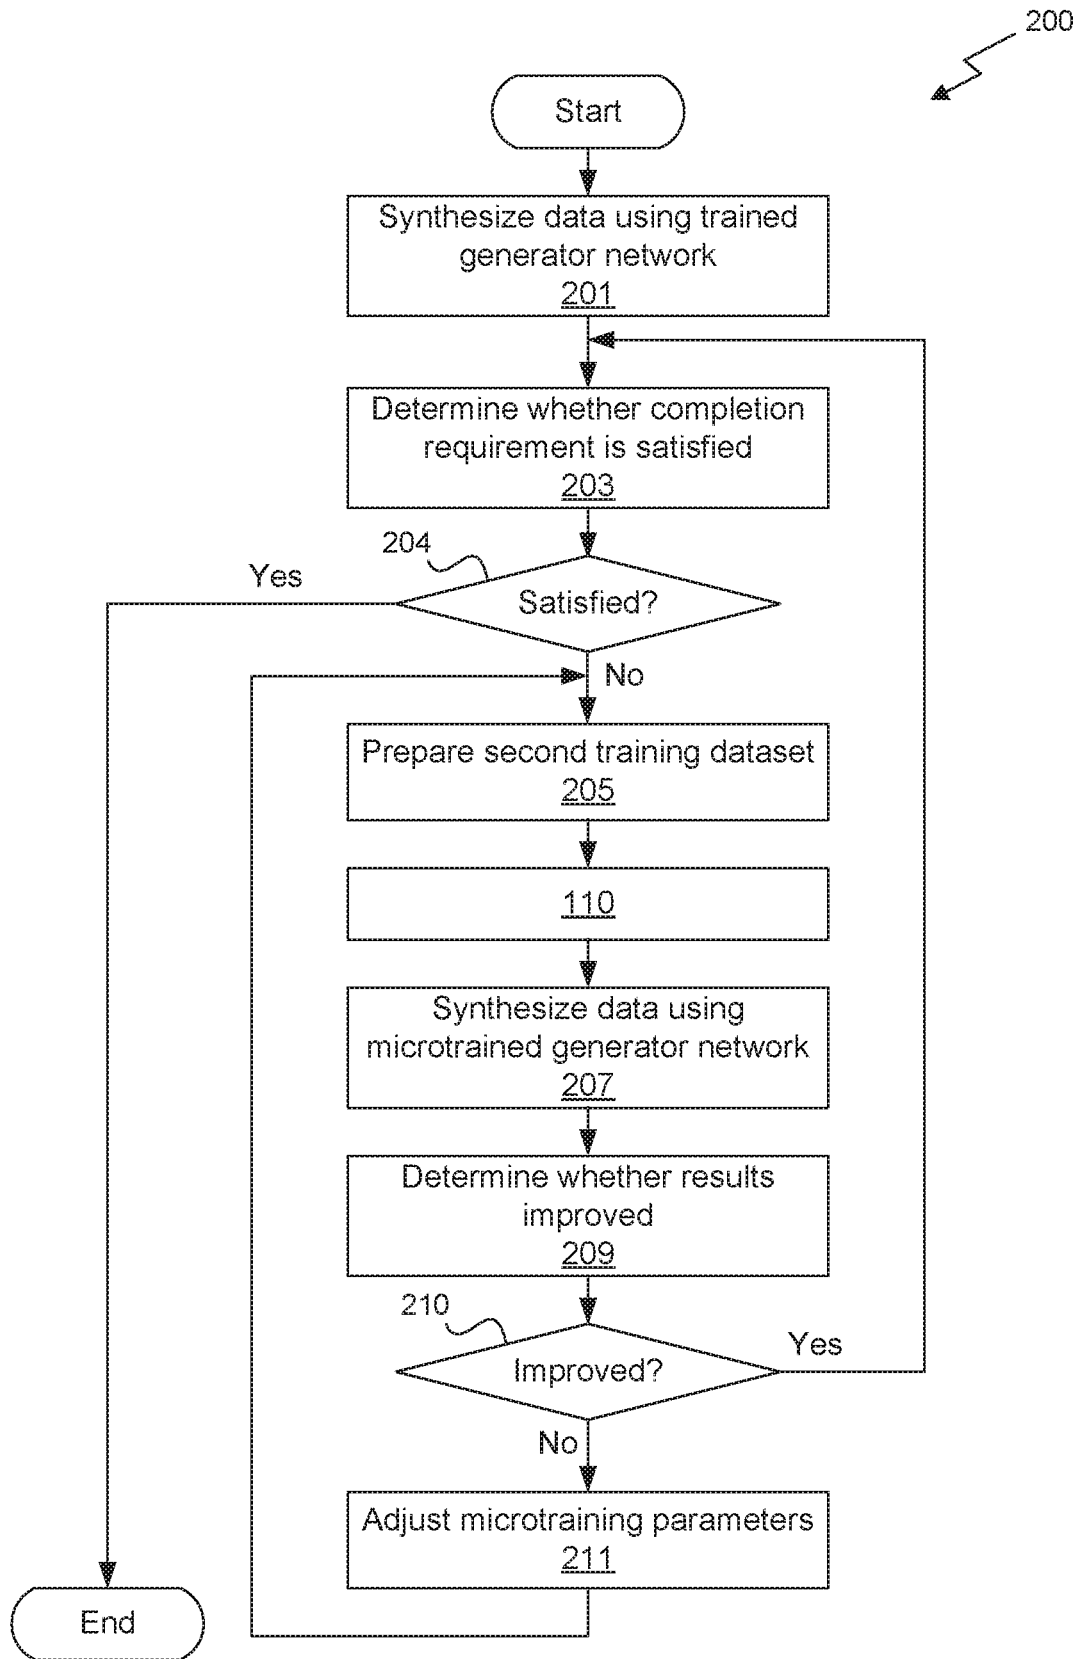 200
Start
Synthesize data using trained
generator network
201
Determine whether completion
requirement is satisfied
203
204
Yes
Satisfied?
No
Prepare second training dataset
205
110
Synthesize data using
microtrained generator network
207
Determine whether results
improved
209
210
Yes
Improved?
No
Adjust microtraining parameters
211
End